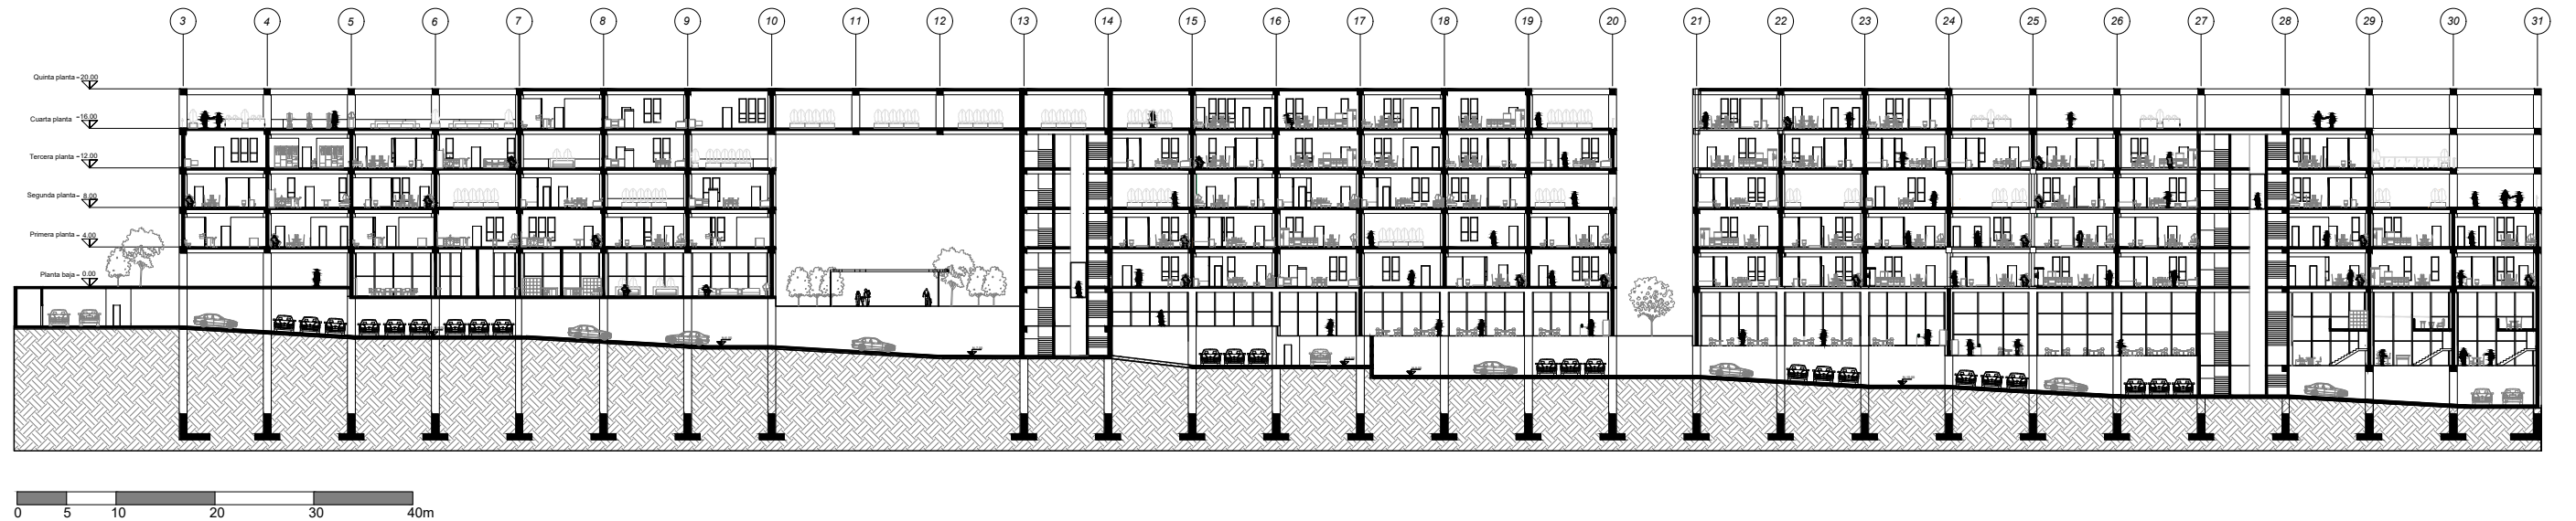 3 4 5 6 7 8 9 10 11 12 13 14 15 16 17 18 19 20 21 22 23 24 25 26 27 28 29 30 31
Quinta planta 20.00
Cuarta planta 16.00
Tercera planta 12.00
Segunda planta 8.00
Primera planta 4.00
Planta baja 0.00
0 5 10 20 30 40m